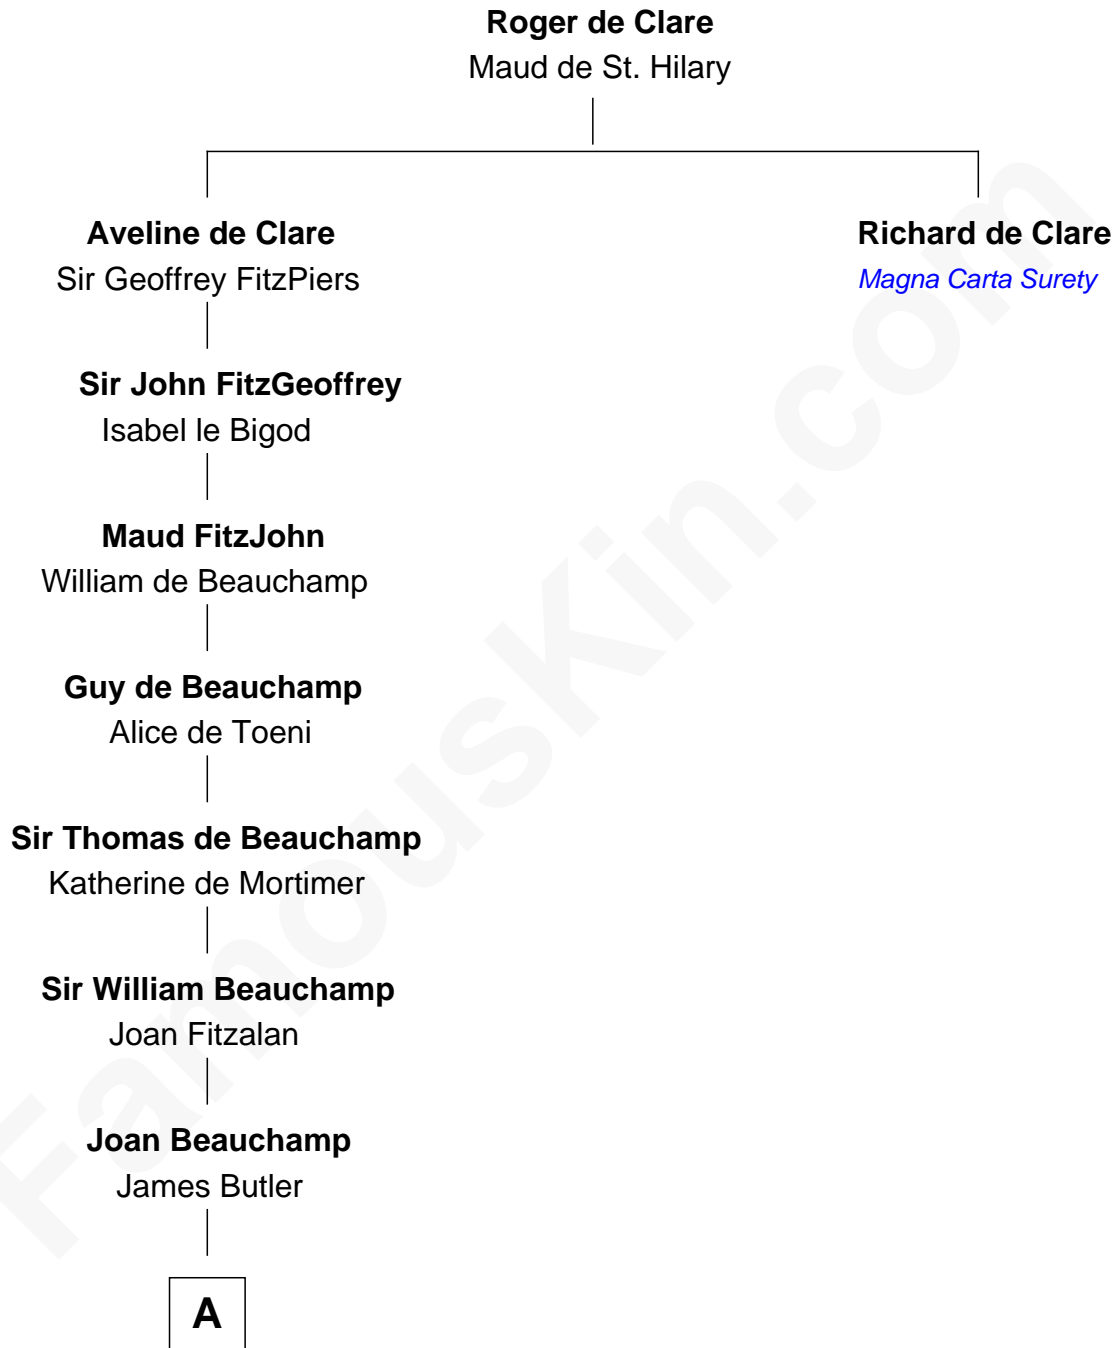 Roger de Clare
Maud de St. Hilary
Aveline de Clare
Sir Geoffrey FitzPiers
Richard de Clare
Magna Carta Surety
Sir John FitzGeoffrey
Isabel le Bigod
Maud FitzJohn
William de Beauchamp
Guy de Beauchamp
Alice de Toeni
Sir Thomas de Beauchamp
Katherine de Mortimer
Sir William Beauchamp
Joan Fitzalan
Joan Beauchamp
James Butler
A
FamousKin.com